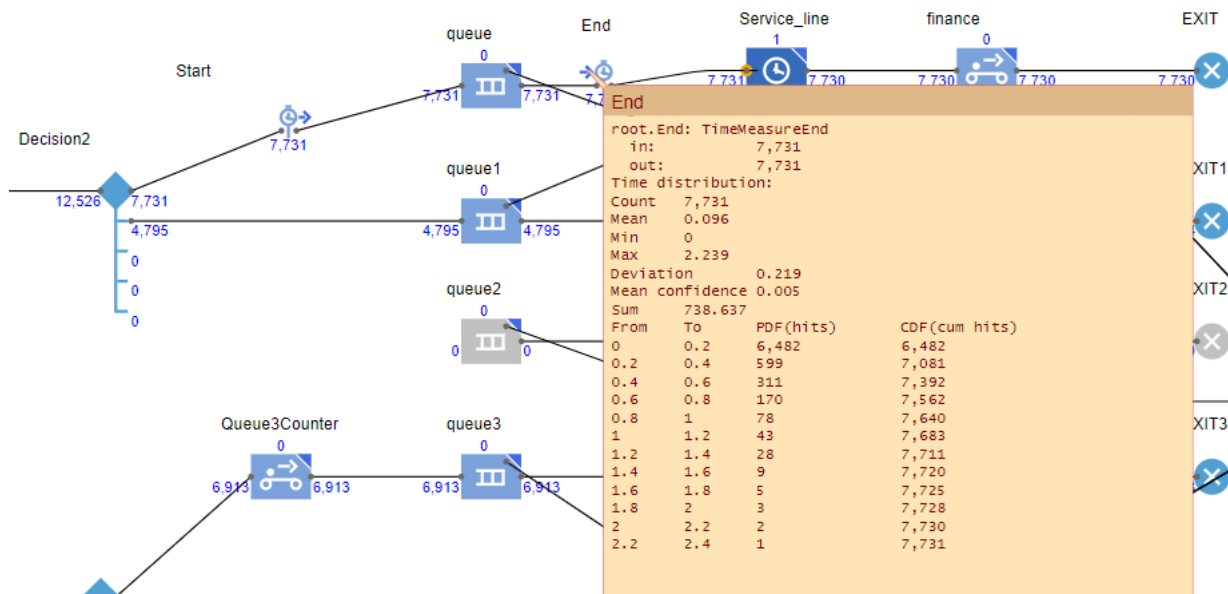 Service_line
finance
EXIT
queue
End
1
0
0
Start
7,731
7,731
7,731
7,730
7,730
7,730
7,730
Decision2
7,731
End
root.End: TimeMeasureEnd
in: 7,731
out: 7,731
Time distribution:
Count 7,731
Mean 0.096
Min 0
Max 2.239
Deviation 0.219
Mean confidence 0.005
Sum 738.637
From To PDF(hits) CDF(cum hits)
0 0.2 6,482 6,482
0.2 0.4 599 7,081
0.4 0.6 311 7,392
0.6 0.8 170 7,562
0.8 1 78 7,640
1 1.2 43 7,683
1.2 1.4 28 7,711
1.4 1.6 9 7,720
1.6 1.8 5 7,725
1.8 2 3 7,728
2 2.2 2 7,730
2.2 2.4 1 7,731
queue1
XIT1
0
12,526
7,731
4,795
4,795
4,795
0
0
0
queue2
XIT2
0
0
0
Queue3Counter
queue3
XIT3
0
0
6,913
6,913
6,913
6,913